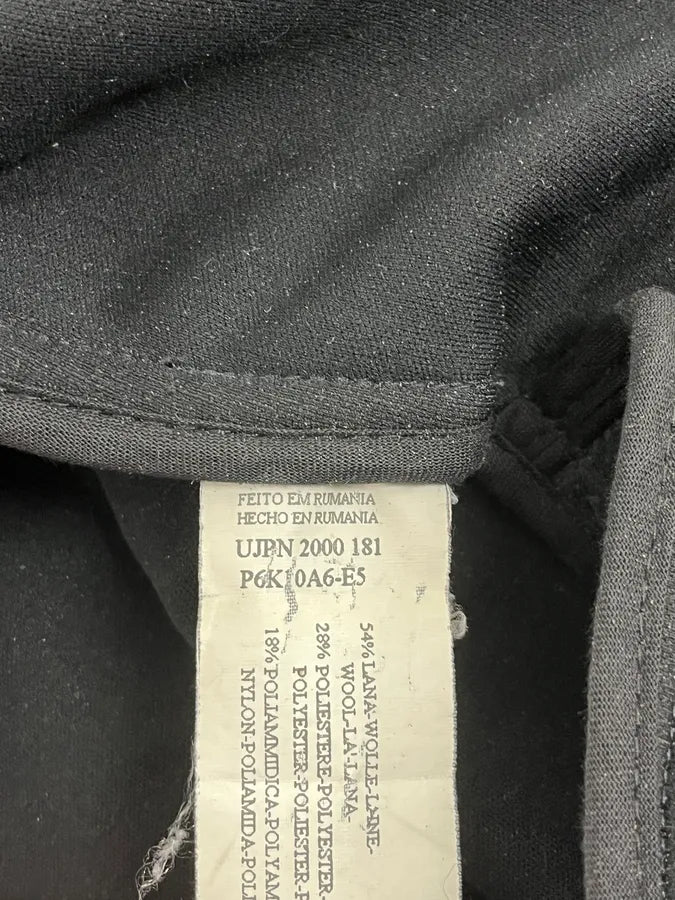 FEITO EM RUMANIA
HECHO EN RUMANIA
UJPN 2000 181
P6K10A6-E5
54% LANA-WOLLE-LAINE-
WOOL-LA'-LANA
28% POLIESTERE-POLYESTER
POLYESTER-POLIESTER-P
18% POLIAMMIDICA-POLYAM
NYLON-POLIAMIDA-POLI